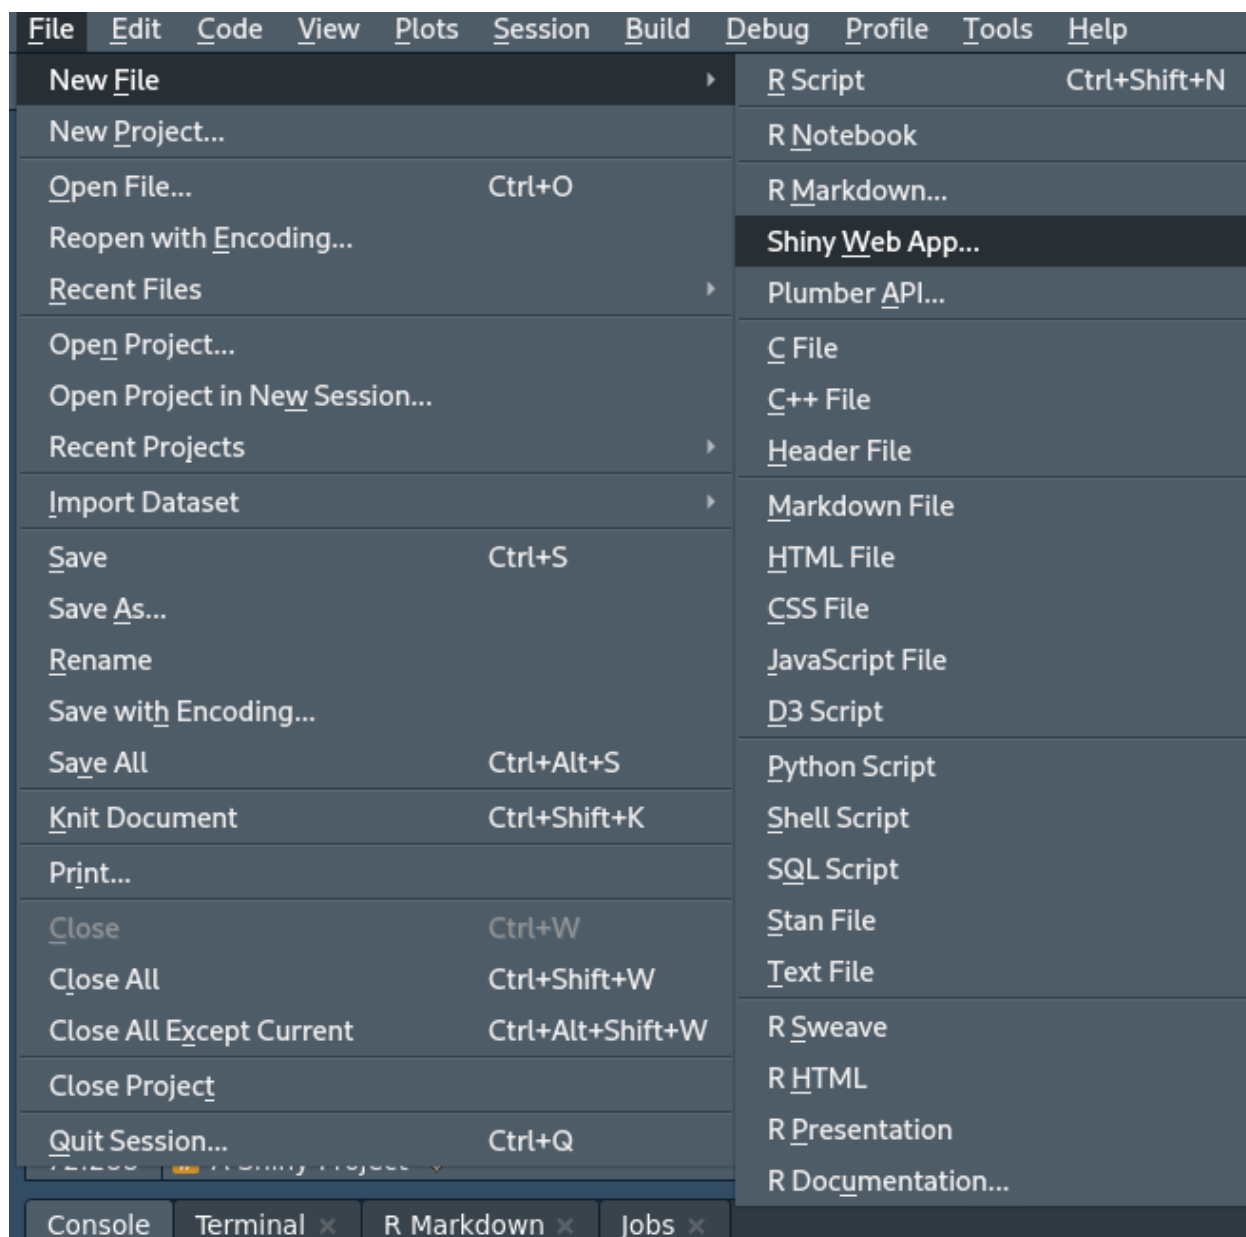 File Edit Code View Plots Session Build Debug Profile Tools Help
New File
New Project...
Open File... Ctrl+O
Reopen with Encoding...
Recent Files
Open Project...
Open Project in New Session...
Recent Projects
Import Dataset
Save Ctrl+S
Save As...
Rename
Save with Encoding...
Save All Ctrl+Alt+S
Knit Document Ctrl+Shift+K
Print...
Close Ctrl+W
Close All Ctrl+Shift+W
Close All Except Current Ctrl+Alt+Shift+W
Close Project
Quit Session... Ctrl+Q
R Script Ctrl+Shift+N
R Notebook
R Markdown...
Shiny Web App...
Plumber API...
C File
C++ File
Header File
Markdown File
HTML File
CSS File
JavaScript File
D3 Script
Python Script
Shell Script
SQL Script
Stan File
Text File
R Sweave
R HTML
R Presentation
R Documentation...
A Shiny Project
Console Terminal R Markdown Jobs